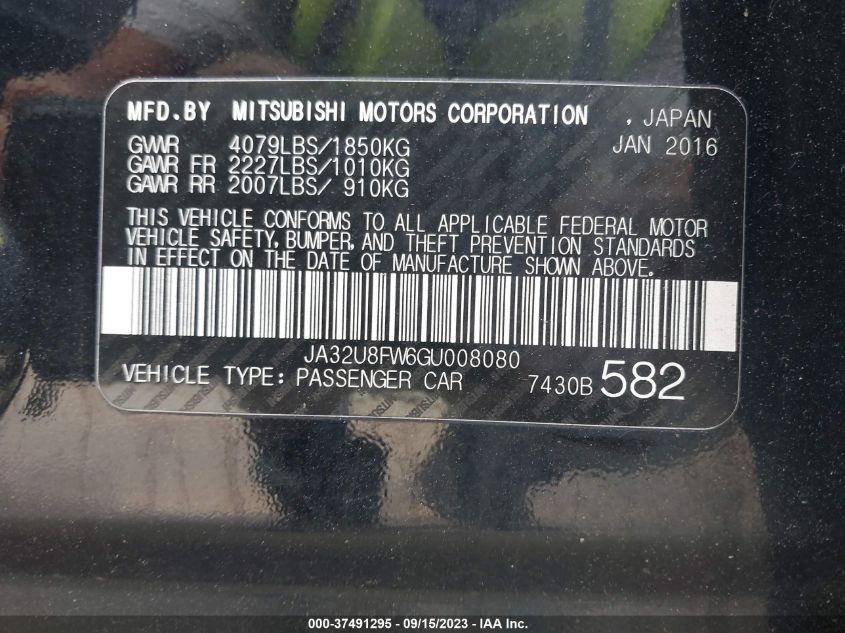 MFD.BY MITSUBISHI MOTORS CORPORATION , JAPAN
GWWR 4079LBS/1850KG JAN 2016
GAWR FR 2227LBS/1010KG
GAWR RR 2007LBS/ 910KG
THIS VEHICLE CONFORMS TO ALL APPLICABLE FEDERAL MOTOR
VEHICLE SAFETY, BUMPER, AND THEFT PREVENTION STANDARDS
IN EFFECT ON THE DATE OF MANUFACTURE SHOWN ABOVE.
JA32U8FW6GU008080
VEHICLE TYPE: PASSENGER CAR 7430B 582
000-37491295 - 09/15/2023 - IAA Inc.